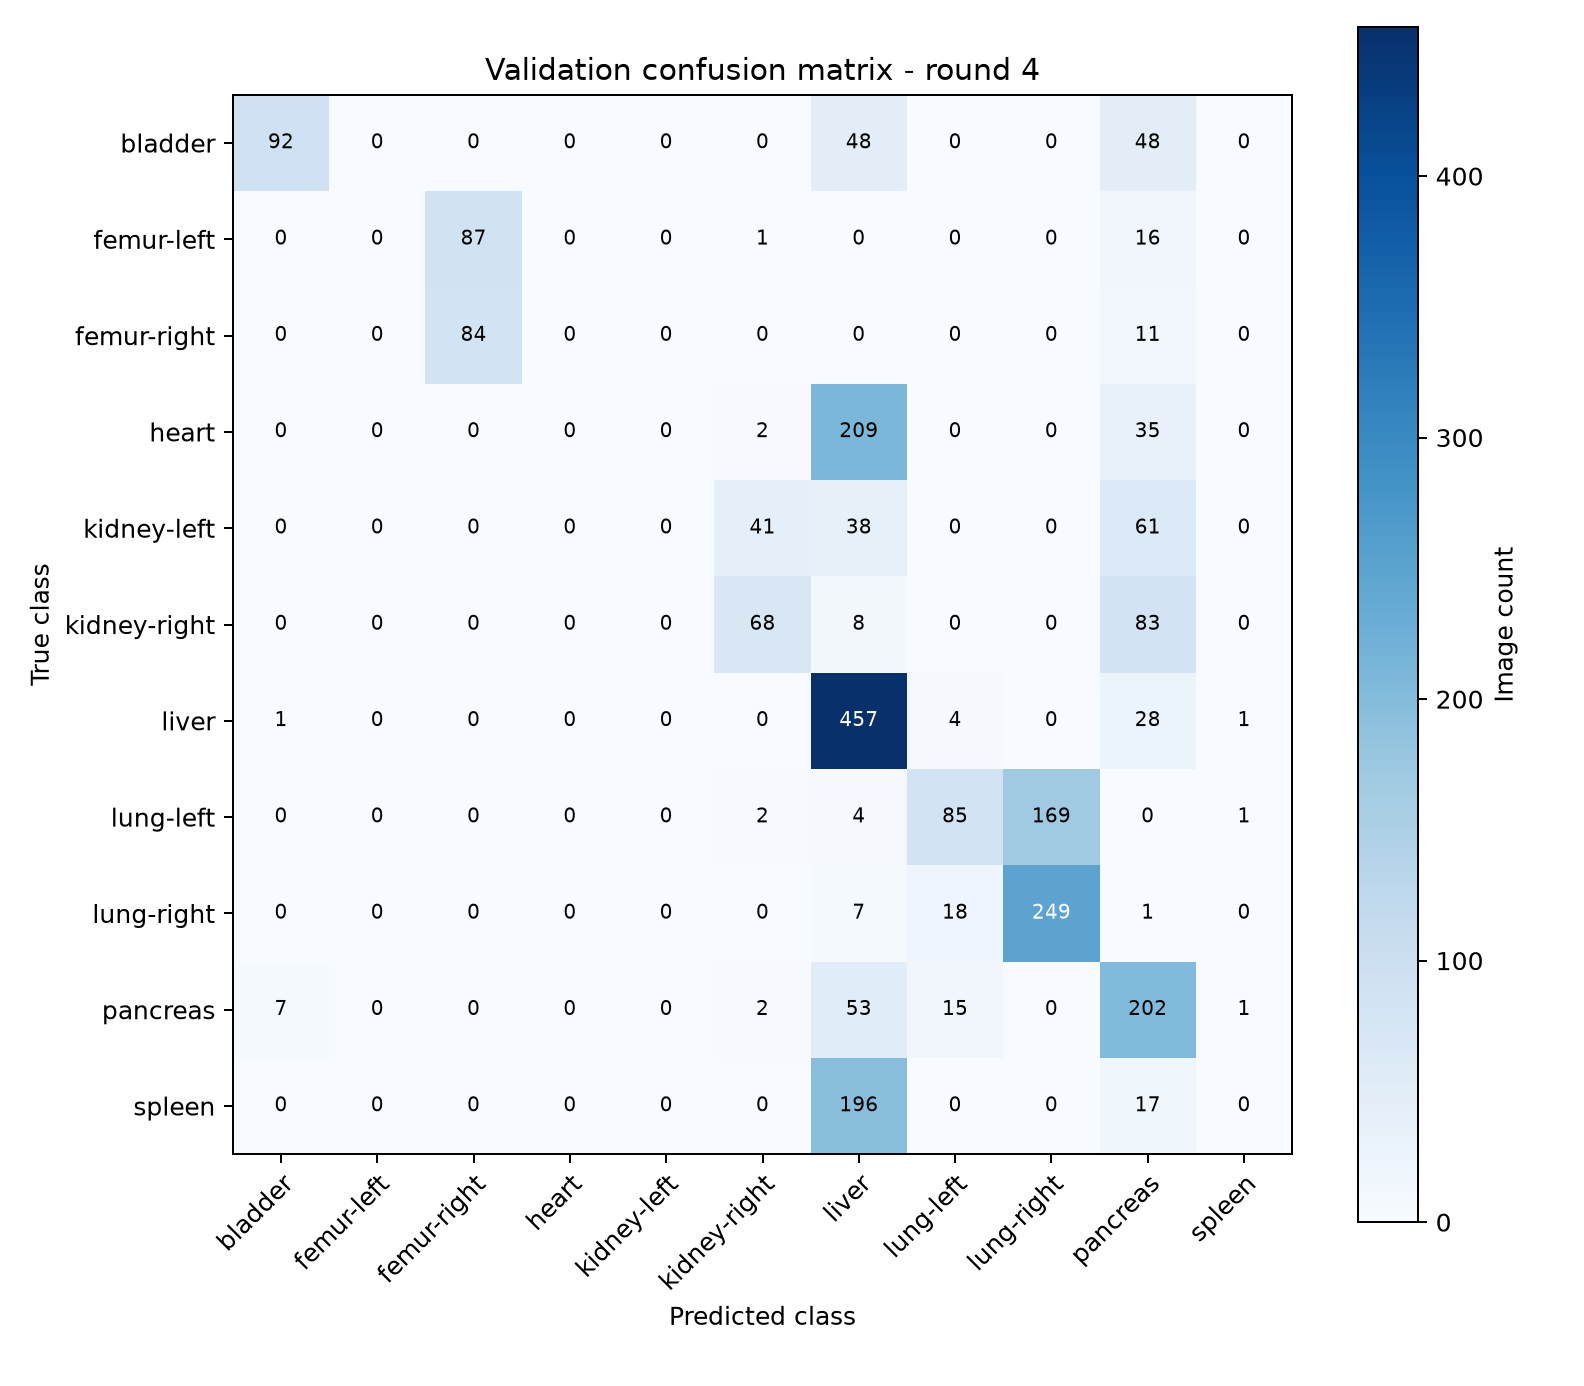 Validation confusion matrix - round 4
bladder 92 0 0 0 0 0 48 0 0 48 0
femur-left 0 0 87 0 0 1 0 0 0 16 0
femur-right 0 0 84 0 0 0 0 0 0 11 0
heart 0 0 0 0 0 2 209 0 0 35 0
kidney-left 0 0 0 0 0 41 38 0 0 61 0
kidney-right 0 0 0 0 0 68 8 0 0 83 0
liver 1 0 0 0 0 0 457 4 0 28 1
lung-left 0 0 0 0 0 2 4 85 169 0 1
lung-right 0 0 0 0 0 0 7 18 249 1 0
pancreas 7 0 0 0 0 2 53 15 0 202 1
spleen 0 0 0 0 0 0 196 0 0 17 0
True class
bladder femur-left femur-right heart kidney-left kidney-right liver lung-left lung-right pancreas spleen
Predicted class
400
300
200
100
0
Image count